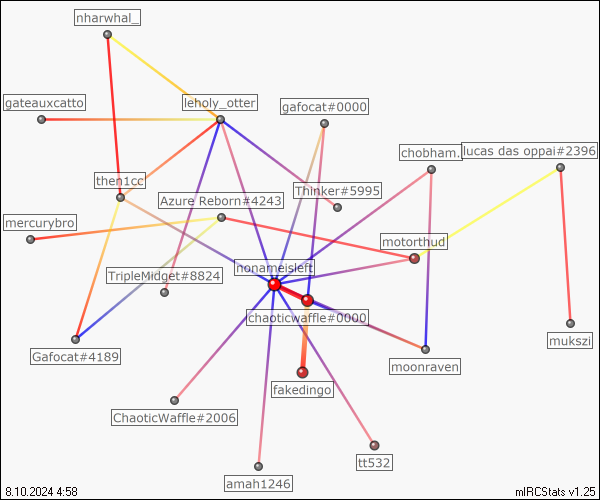 nharwhal_
gateauxcatto
leholy_otter
gafocat#0000
chobham.
lucas das oppai#2396
then1cc
Thinker#5995
Azure Reborn#4243
mercurybro
motorthud
nonameisleft
TripleMidget#8824
chaoticwaffle#0000
mukszi
Gafocat#4189
moonraven
fakedingo
ChaoticWaffle#2006
tt532
amah1246
8.10.2024 4:58
mIRCStats v1.25